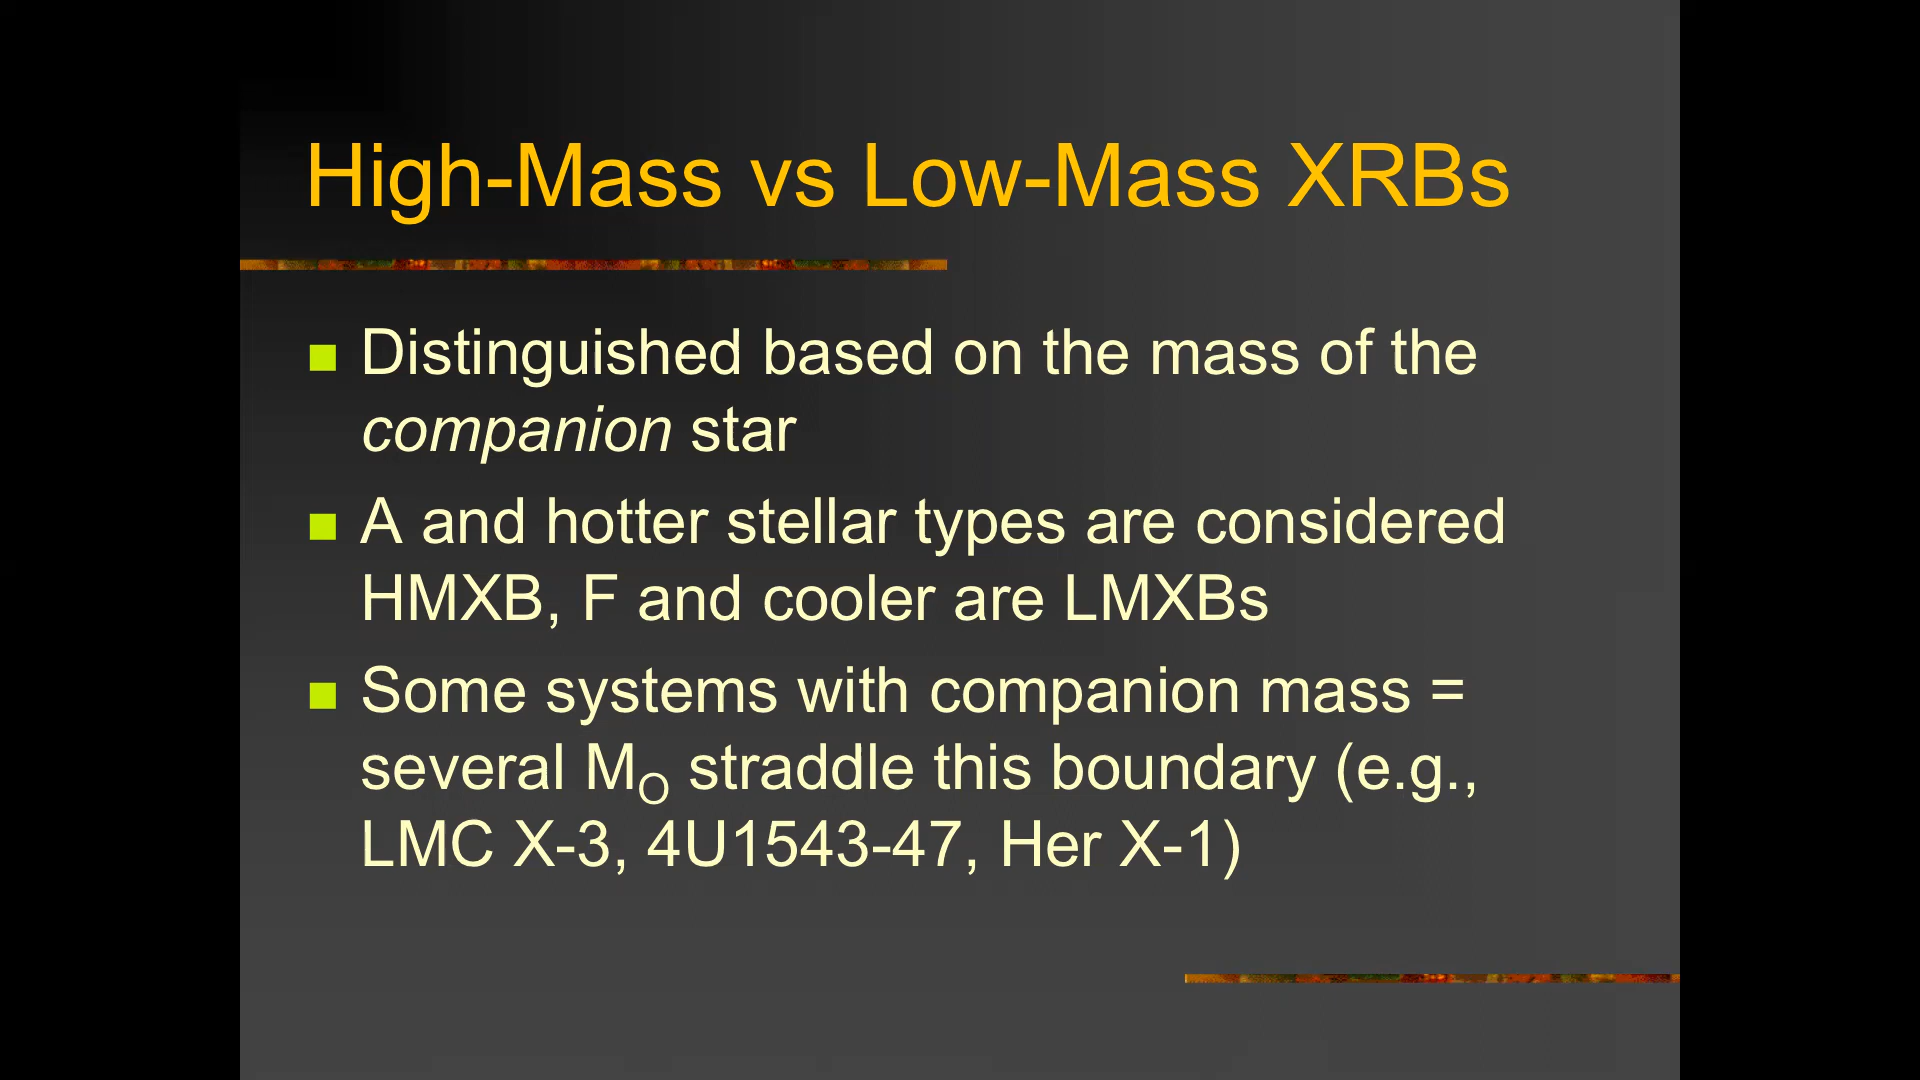 High-Mass vs Low-Mass XRBs
Distinguished based on the mass of the
companion star
A and hotter stellar types are considered
HMXB, F and cooler are LMXBs
Some systems with companion mass =
several MO straddle this boundary (e.g.,
LMC X-3, 4U1543-47, Her X-1)